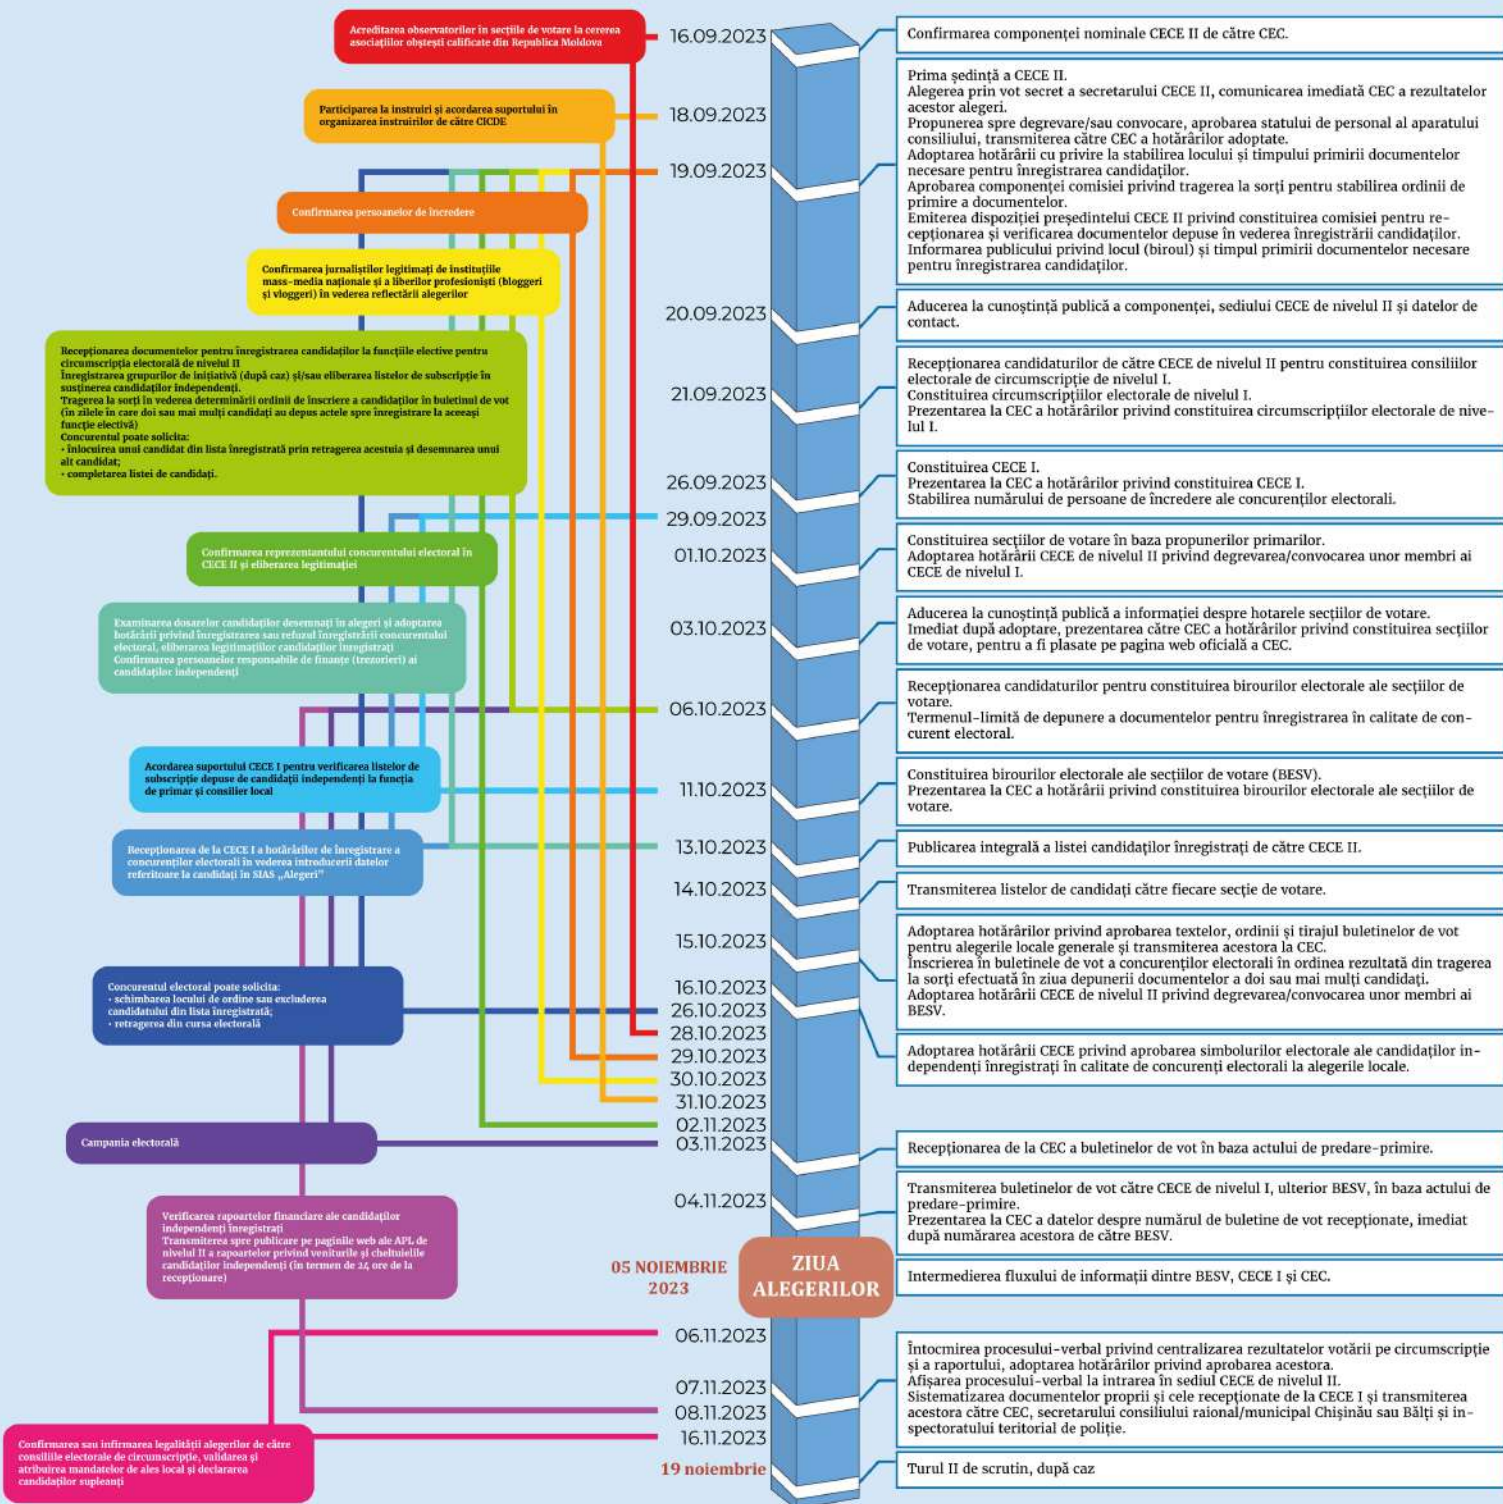 Acreditarea observatorilor în secțiile de votare la cererea
asociațiilor obștești calificate din Republica Moldova
Participarea la instruiri și acordarea suportului în
organizarea instruirilor de către CICDE
Confirmarea persoanelor de încredere
Confirmarea jurnaliștilor legitimați de instituțiile
mass-media naționale și a liberilor profesioniști (bloggeri
și vloggeri) în vederea reflectării alegerilor
Recepționarea documentelor pentru înregistrarea candidaților la funcțiile elective pentru
circumscripția electorală de nivelul II
Înregistrarea grupurilor de inițiativă (după caz) și/sau eliberarea listelor de subscripție în
susținerea candidaților independenți.
Tragerea la sorți în vederea determinării ordinii de înscriere a candidaților în buletinul de vot
(în zilele în care doi sau mai mulți candidați au depus actele spre înregistrare la aceeași
funcție electivă)
Concurentul poate solicita:
• înlocuirea unui candidat din lista înregistrată prin retragerea acestuia și desemnarea unui
alt candidat;
• completarea listei de candidați.
Confirmarea reprezentantului concurentului electoral în
CECE II și eliberarea legitimației
Examinarea dosarelor candidaților desemnați în alegeri și adoptarea
hotărârii privind înregistrarea sau refuzul înregistrării concurentului
electoral, eliberarea legitimațiilor candidaților înregistrați
Confirmarea persoanelor responsabile de finanțe (trezorieri) ai
candidaților independenți
Acordarea suportului CECE I pentru verificarea listelor de
subscripție depuse de candidații independenți la funcția
de primar și consilier local
Recepționarea de la CECE I a hotărârilor de înregistrare a
concurenților electorali în vederea introducerii datelor
referitoare la candidați în SIAS „Alegeri”
Concurentul electoral poate solicita:
• schimbarea locului de ordine sau excluderea
candidatului din lista înregistrată;
• retragerea din cursa electorală
Campania electorală
Verificarea rapoartelor financiare ale candidaților
independenți înregistrați
Transmiterea spre publicare pe paginile web ale APL de
nivelul II a rapoartelor privind veniturile și cheltuielile
candidaților independenți (în termen de 24 ore de la
recepționare)
Confirmarea sau infirmarea legalității alegerilor de către
consiliile electorale de circumscripție, validarea și
atribuirea mandatelor de ales local și declararea
candidaților supleanți
16.09.2023
18.09.2023
19.09.2023
20.09.2023
21.09.2023
26.09.2023
29.09.2023
01.10.2023
03.10.2023
06.10.2023
11.10.2023
13.10.2023
14.10.2023
15.10.2023
16.10.2023
26.10.2023
28.10.2023
29.10.2023
30.10.2023
31.10.2023
02.11.2023
03.11.2023
04.11.2023
05 NOIEMBRIE
2023
ZIUA
ALEGERILOR
06.11.2023
07.11.2023
08.11.2023
16.11.2023
19 noiembrie
Confirmarea componenței nominale CECE II de către CEC.
Prima ședință a CECE II.
Alegerea prin vot secret a secretarului CECE II, comunicarea imediată CEC a rezultatelor
acestor alegeri.
Propunerea spre degrevare/sau convocare, aprobarea statului de personal al aparatului
consiliului, transmiterea către CEC a hotărârilor adoptate.
Adoptarea hotărârii cu privire la stabilirea locului și timpului primirii documentelor
necesare pentru înregistrarea candidaților.
Aprobarea componenței comisiei privind tragerea la sorți pentru stabilirea ordinii de
primire a documentelor.
Emiterea dispoziției președintelui CECE II privind constituirea comisiei pentru re-
cepționarea și verificarea documentelor depuse în vederea înregistrării candidaților.
Informarea publicului privind locul (biroul) și timpul primirii documentelor necesare
pentru înregistrarea candidaților.
Aducerea la cunoștință publică a componenței, sediului CECE de nivelul II și datelor de
contact.
Recepționarea candidaturilor de către CECE de nivelul II pentru constituirea consiliilor
electorale de circumscripție de nivelul I.
Constituirea circumscripțiilor electorale de nivelul I.
Prezentarea la CEC a hotărârilor privind constituirea circumscripțiilor electorale de nive-
lul I.
Constituirea CECE I.
Prezentarea la CEC a hotărârilor privind constituirea CECE I.
Stabilirea numărului de persoane de încredere ale concurenților electorali.
Constituirea secțiilor de votare în baza propunerilor primarilor.
Adoptarea hotărârii CECE de nivelul II privind degrevarea/convocarea unor membri ai
CECE de nivelul I.
Aducerea la cunoștință publică a informației despre hotarele secțiilor de votare.
Imediat după adoptare, prezentarea către CEC a hotărârilor privind constituirea secțiilor
de votare, pentru a fi plasate pe pagina web oficială a CEC.
Recepționarea candidaturilor pentru constituirea birourilor electorale ale secțiilor de
votare.
Termenul-limită de depunere a documentelor pentru înregistrarea în calitate de con-
curent electoral.
Constituirea birourilor electorale ale secțiilor de votare (BESV).
Prezentarea la CEC a hotărârii privind constituirea birourilor electorale ale secțiilor de
votare.
Publicarea integrală a listei candidaților înregistrați de către CECE II.
Transmiterea listelor de candidați către fiecare secție de votare.
Adoptarea hotărârilor privind aprobarea textelor, ordinii și tirajul buletinelor de vot
pentru alegerile locale generale și transmiterea acestora la CEC.
Înscrierea în buletinele de vot a concurenților electorali în ordinea rezultată din tragerea
la sorți efectuată în ziua depunerii documentelor a doi sau mai mulți candidați.
Adoptarea hotărârii CECE de nivelul II privind degrevarea/convocarea unor membri ai
BESV.
Adoptarea hotărârii CECE privind aprobarea simbolurilor electorale ale candidaților in-
dependenți înregistrați în calitate de concurenți electorali la alegerile locale.
Recepționarea de la CEC a buletinelor de vot în baza actului de predare-primire.
Transmiterea buletinelor de vot către CECE de nivelul I, ulterior BESV, în baza actului de
predare-primire.
Prezentarea la CEC a datelor despre numărul de buletine de vot recepționate, imediat
după numărarea acestora de către BESV.
Intermedierea fluxului de informații dintre BESV, CECE I și CEC.
Întocmirea procesului-verbal privind centralizarea rezultatelor votării pe circumscripție
și a raportului, adoptarea hotărârilor privind aprobarea acestora.
Afișarea procesului-verbal la intrarea în sediul CECE de nivelul II.
Sistematizarea documentelor proprii și cele recepționate de la CECE I și transmiterea
acestora către CEC, secretarului consiliului raional/municipal Chișinău sau Bălți și in-
spectoratului teritorial de poliție.
Turul II de scrutin, după caz